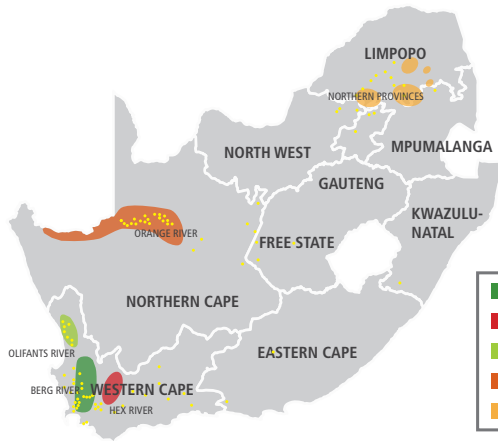 LIMPOPO
NORTHERN PROVINCES
MPUMALANGA
NORTH WEST
GAUTENG
KWAZULU-
NATAL
ORANGE RIVER
FREE STATE
NORTHERN CAPE
OLIFANTS RIVER
EASTERN CAPE
BERG RIVER
WESTERN CAPE
HEX RIVER